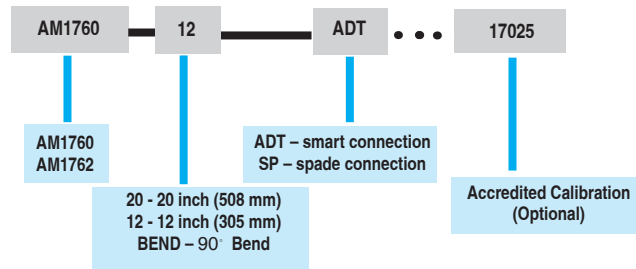 AM1760 12 ADT • • • 17025
AM1760
AM1762
20 - 20 inch (508 mm)
12 - 12 inch (305 mm)
BEND – 90° Bend
ADT – smart connection
SP – spade connection
Accredited Calibration
(Optional)